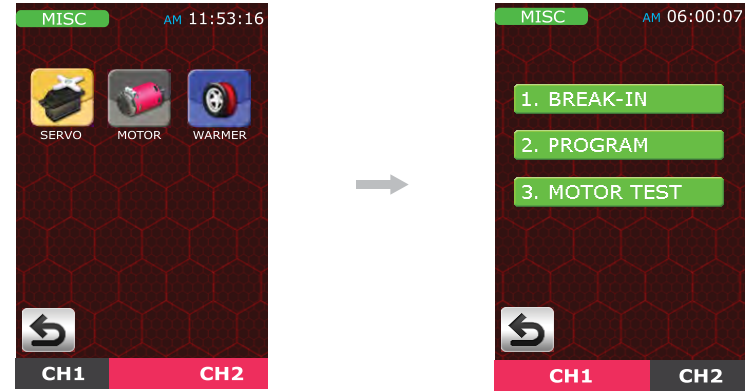 MISC AM 11:53:16
SERVO MOTOR WARMER
CH1 CH2
MISC AM 06:00:07
1. BREAK-IN
2. PROGRAM
3. MOTOR TEST
CH1 CH2